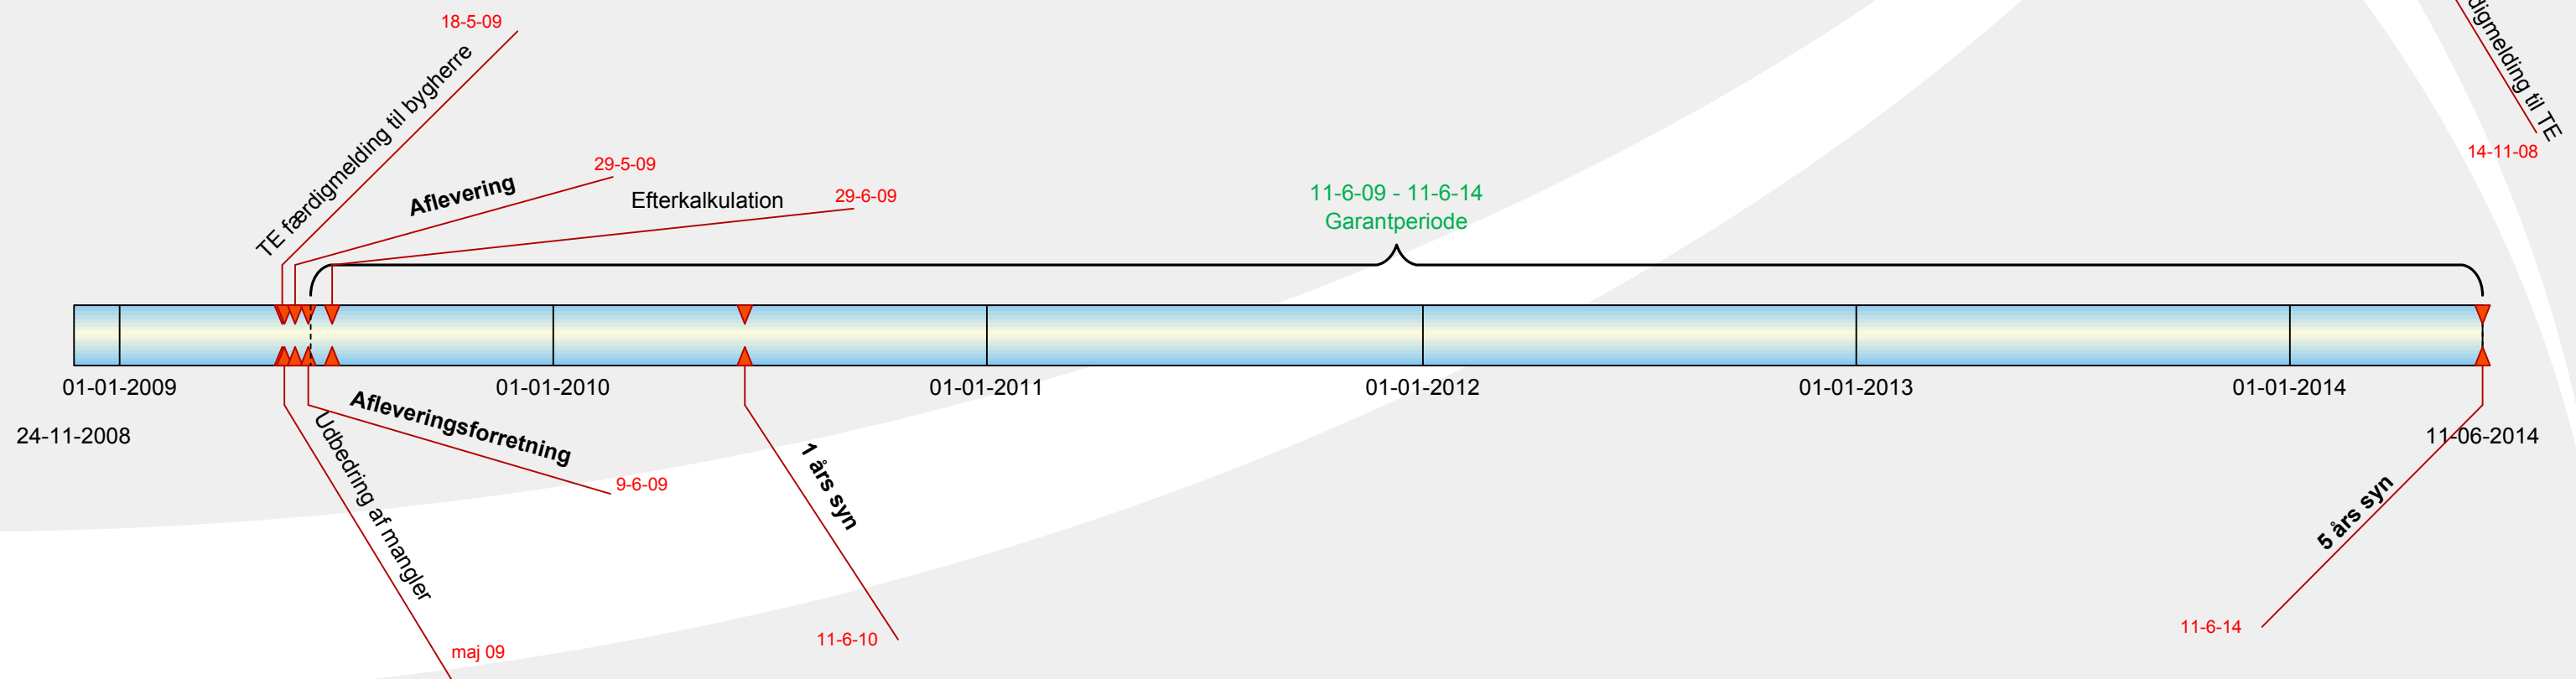 18-5-09
TE færdigmelding til bygherre
Aflevering
29-5-09
Efterkalkulation
29-6-09
11-6-09 - 11-6-14
Garantperiode
til TE
14-11-08
01-01-2009
01-01-2010
01-01-2011
01-01-2012
01-01-2013
01-01-2014
24-11-2008
11-06-2014
Afleveringsforretning
9-6-09
Udbedring af mangler
maj 09
1 års syn
11-6-10
5 års syn
11-6-14